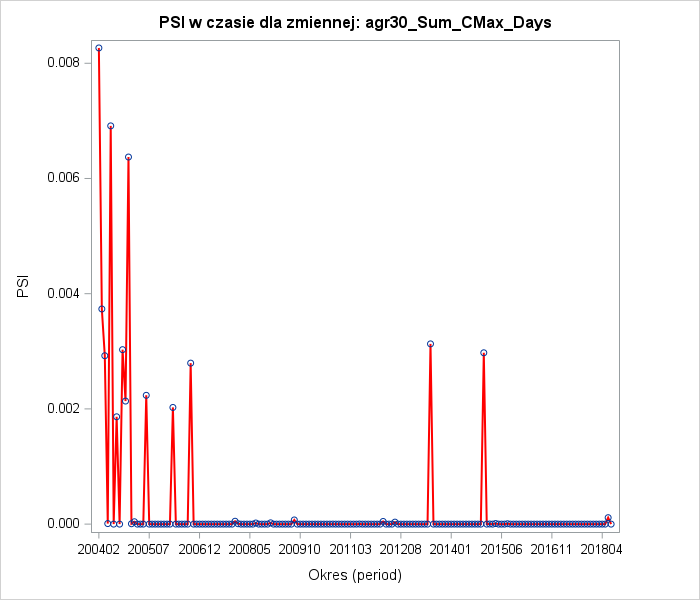 PSI w czasie dla zmiennej: agr30_Sum_CMax_Days
0.008
0.006
0.004
0.002
0.000
PSI
200402 200507 200612 200805 200910 201103 201208 201401 201506 201611 201804
Okres (period)